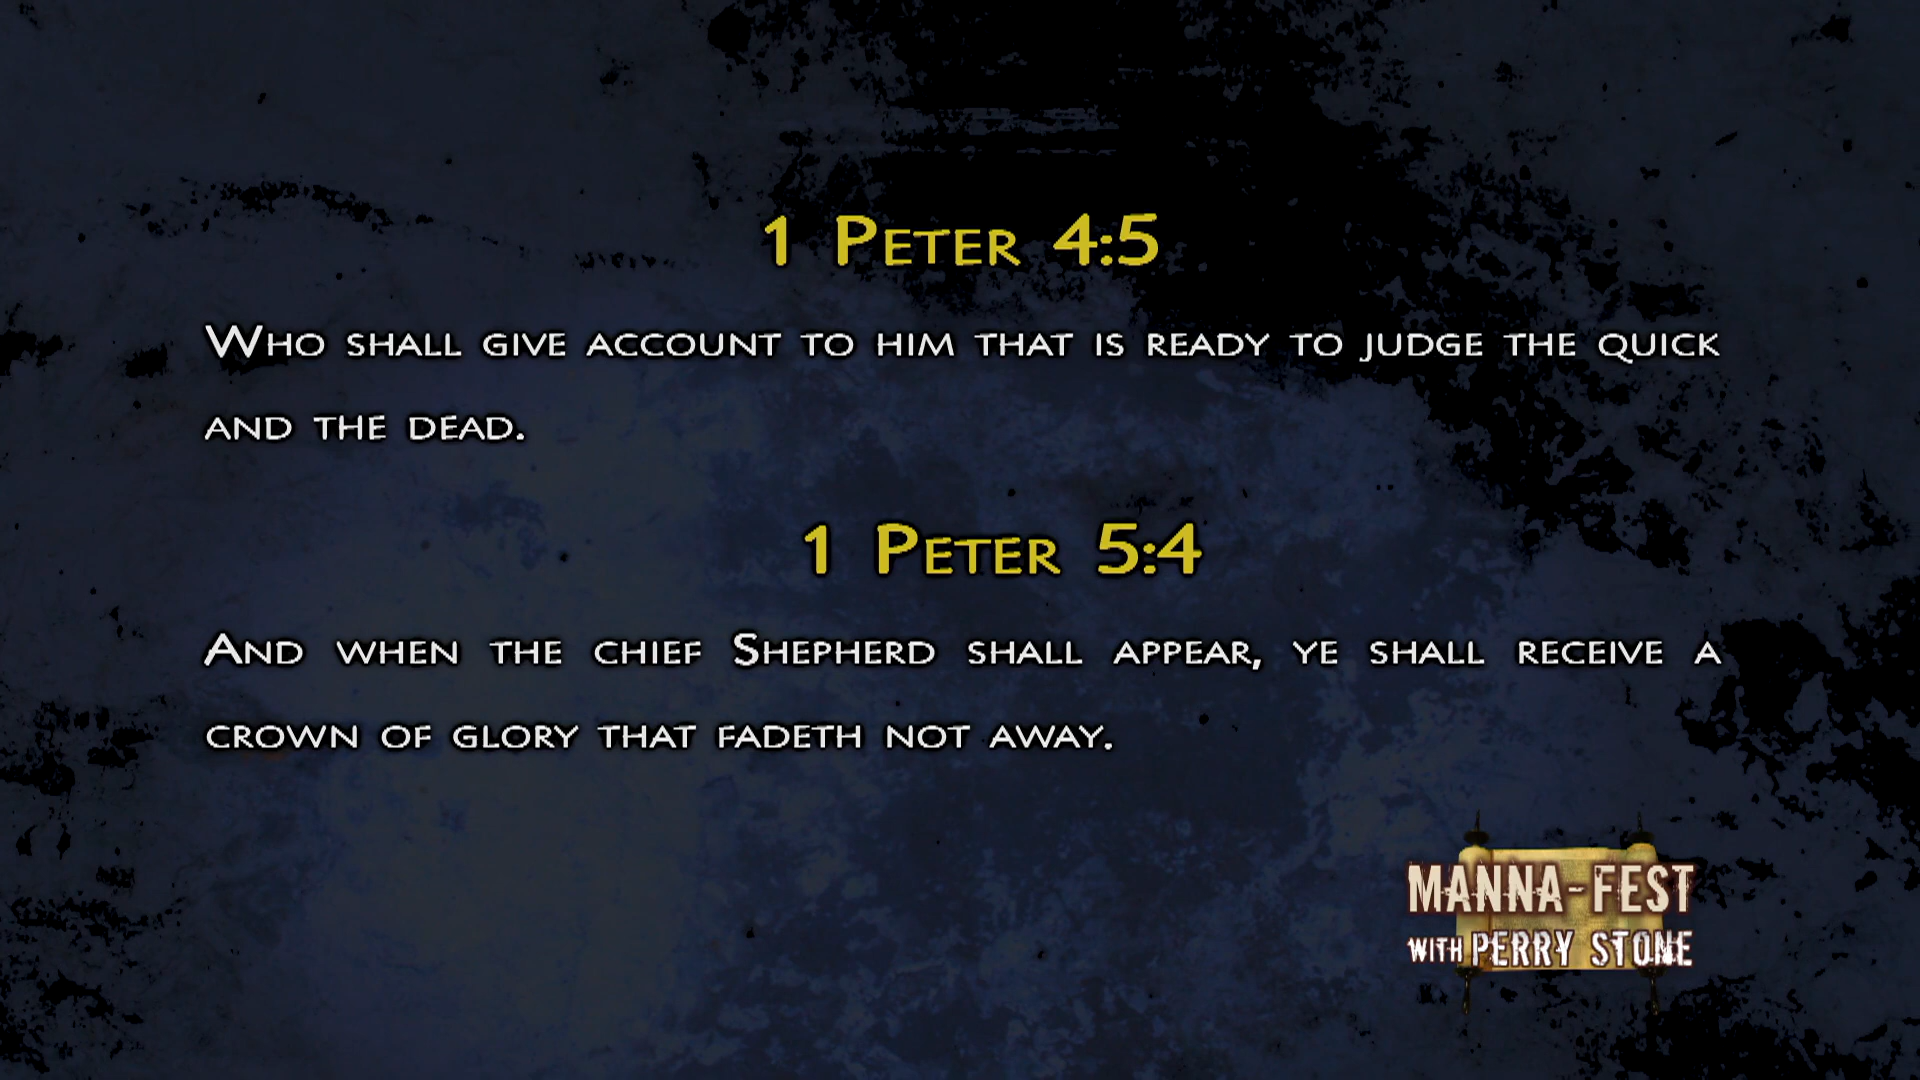 1 Peter 4:5
Who shall give account to him that is ready to judge the quick
and the dead.
1 Peter 5:4
And when the chief Shepherd shall appear, ye shall receive a
crown of glory that fadeth not away.
MANNA-FEST
WITH PERRY STONE